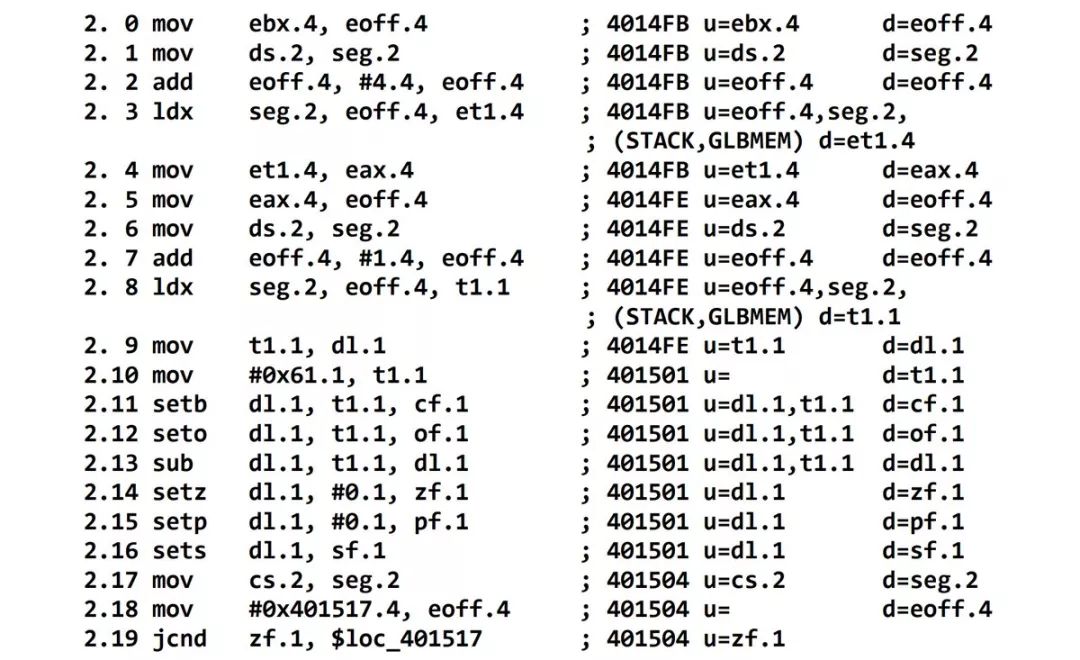 2. 0 mov    ebx.4, eoff.4             ; 4014FB u=ebx.4      d=eoff.4
2. 1 mov    ds.2, seg.2               ; 4014FB u=ds.2       d=seg.2
2. 2 add    eoff.4, #4.4, eoff.4      ; 4014FB u=eoff.4     d=eoff.4
2. 3 ldx    seg.2, eoff.4, et1.4      ; 4014FB u=eoff.4,seg.2,
; (STACK,GLBMEM) d=et1.4
2. 4 mov    et1.4, eax.4              ; 4014FB u=et1.4      d=eax.4
2. 5 mov    eax.4, eoff.4             ; 4014FE u=eax.4      d=eoff.4
2. 6 mov    ds.2, seg.2               ; 4014FE u=ds.2       d=seg.2
2. 7 add    eoff.4, #1.4, eoff.4      ; 4014FE u=eoff.4     d=eoff.4
2. 8 ldx    seg.2, eoff.4, t1.1       ; 4014FE u=eoff.4,seg.2,
; (STACK,GLBMEM) d=t1.1
2. 9 mov    t1.1, dl.1                ; 4014FE u=t1.1       d=dl.1
2.10 mov    #0x61.1, t1.1             ; 401501 u=           d=t1.1
2.11 setb   dl.1, t1.1, cf.1          ; 401501 u=dl.1,t1.1  d=cf.1
2.12 seto   dl.1, t1.1, of.1          ; 401501 u=dl.1,t1.1  d=of.1
2.13 sub    dl.1, t1.1, dl.1          ; 401501 u=dl.1,t1.1  d=dl.1
2.14 setz   dl.1, #0.1, zf.1          ; 401501 u=dl.1       d=zf.1
2.15 setp   dl.1, #0.1, pf.1          ; 401501 u=dl.1       d=pf.1
2.16 sets   dl.1, sf.1                ; 401501 u=dl.1       d=sf.1
2.17 mov    cs.2, seg.2               ; 401504 u=cs.2       d=seg.2
2.18 mov    #0x401517.4, eoff.4       ; 401504 u=           d=eoff.4
2.19 jcnd   zf.1, $loc_401517         ; 401504 u=zf.1